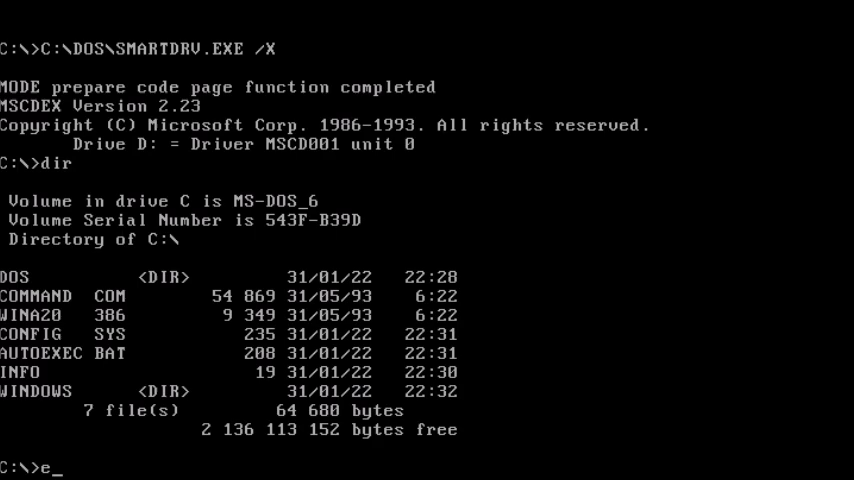 C:\>C:\DOS\SMARTDRV.EXE /X
MODE prepare code page function completed
MSCDEX Version 2.23
Copyright (C) Microsoft Corp. 1986-1993. All rights reserved.
        Drive D: = Driver MSCD001 unit 0
C:\>dir
 Volume in drive C is MS-DOS_6
 Volume Serial Number is 543F-B39D
 Directory of C:\
DOS          <DIR>         31/01/22   22:28
COMMAND  COM        54 869 31/05/93    6:22
WINA20   386         9 349 31/05/93    6:22
CONFIG   SYS           235 31/01/22   22:31
AUTOEXEC BAT           208 31/01/22   22:31
INFO                    19 31/01/22   22:30
WINDOWS      <DIR>         31/01/22   22:32
        7 file(s)         64 680 bytes
                   2 136 113 152 bytes free
C:\>e_